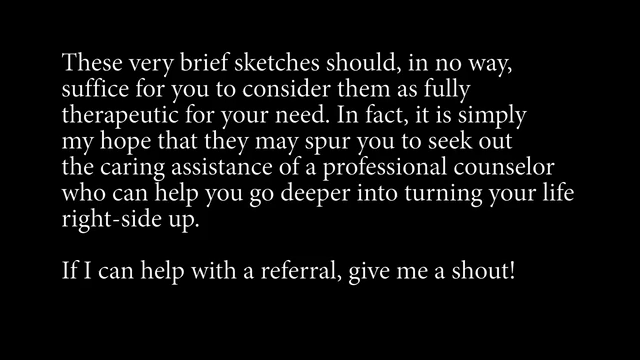 These very brief sketches should, in no way,
suffice for you to consider them as fully
therapeutic for your need. In fact, it is simply
my hope that they may spur you to seek out
the caring assistance of a professional counselor
who can help you go deeper into turning your life
right-side up.
If I can help with a referral, give me a shout!